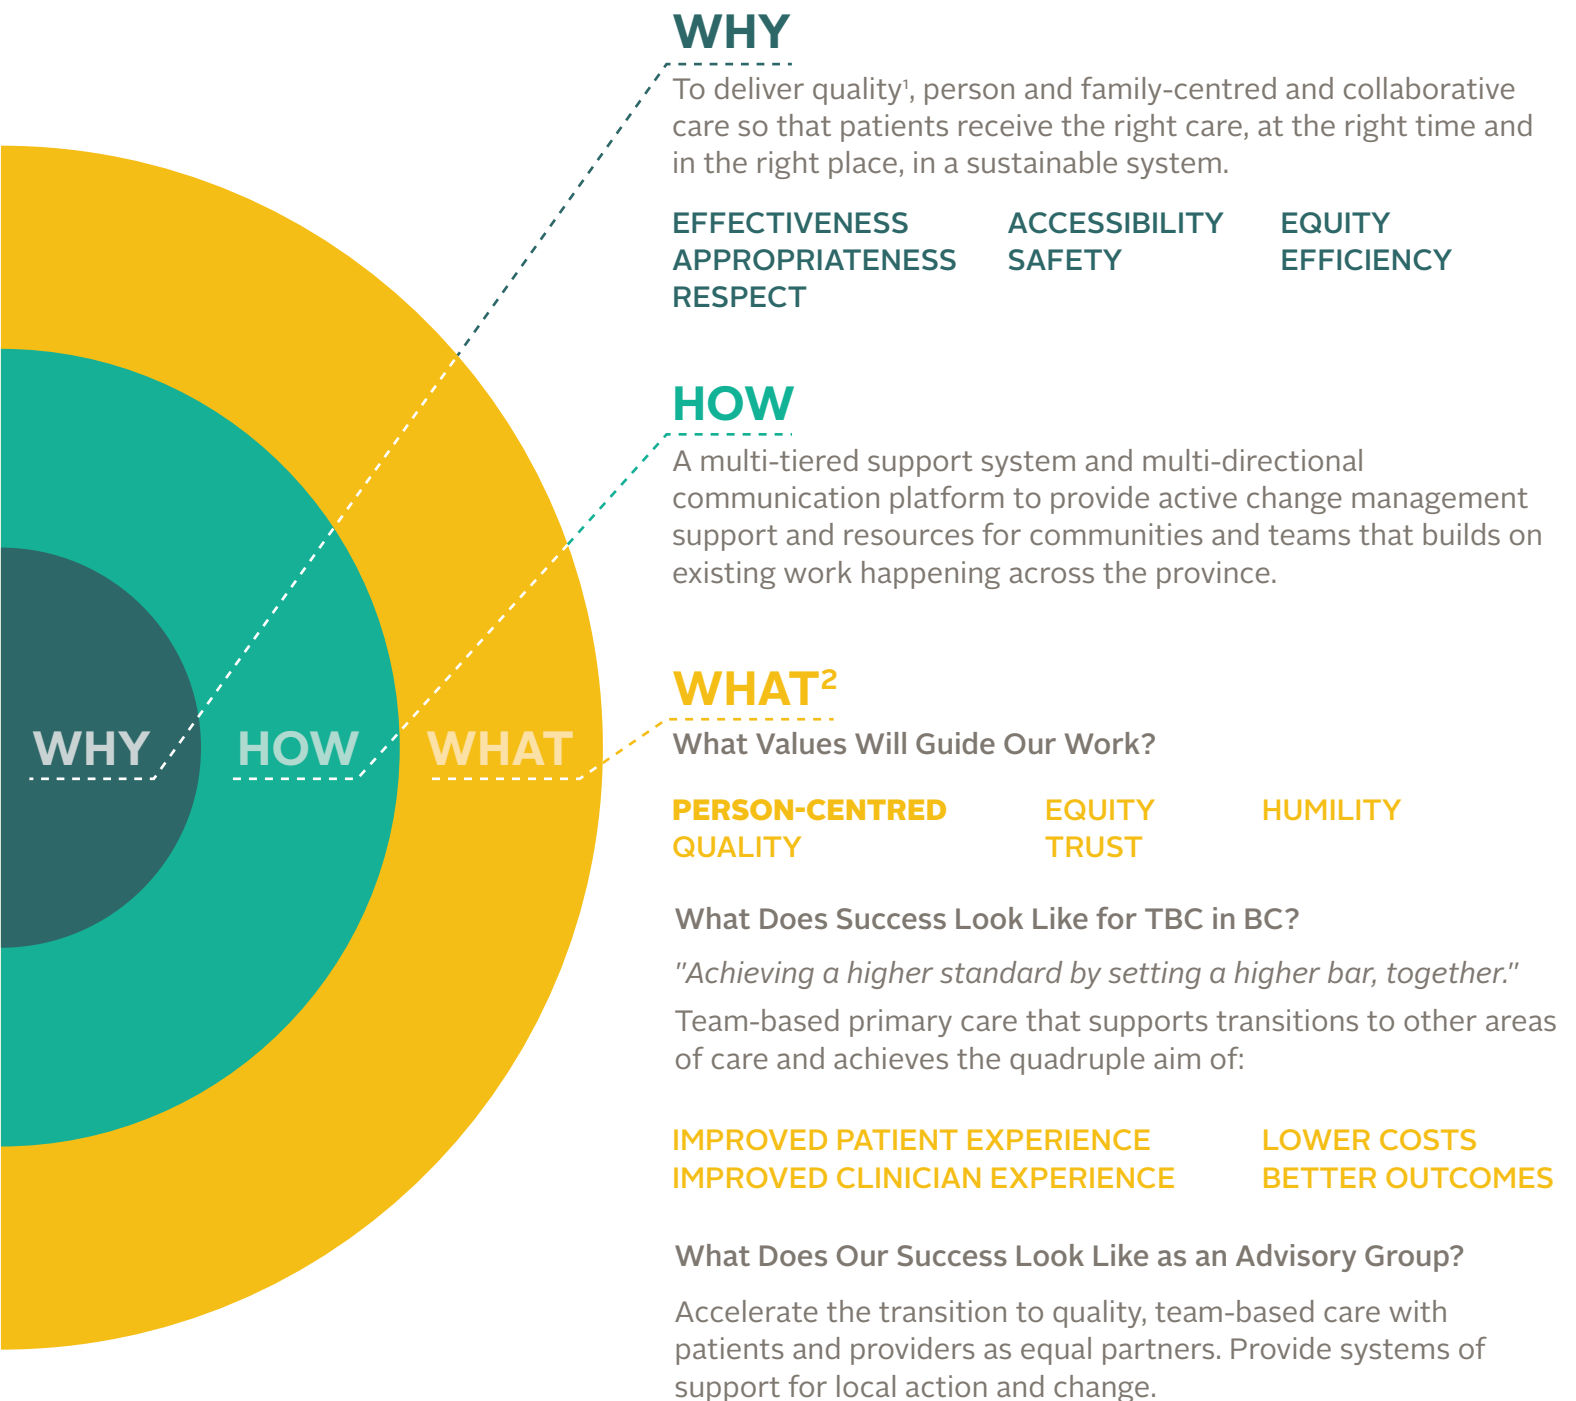 WHY
To deliver quality¹, person and family-centred and collaborative
care so that patients receive the right care, at the right time and
in the right place, in a sustainable system.
EFFECTIVENESS ACCESSIBILITY EQUITY
APPROPRIATENESS SAFETY EFFICIENCY
RESPECT
HOW
A multi-tiered support system and multi-directional
communication platform to provide active change management
support and resources for communities and teams that builds on
existing work happening across the province.
WHY HOW WHAT
WHAT²
What Values Will Guide Our Work?
PERSON-CENTRED EQUITY HUMILITY
QUALITY TRUST
What Does Success Look Like for TBC in BC?
"Achieving a higher standard by setting a higher bar, together."
Team-based primary care that supports transitions to other areas
of care and achieves the quadruple aim of:
IMPROVED PATIENT EXPERIENCE LOWER COSTS
IMPROVED CLINICIAN EXPERIENCE BETTER OUTCOMES
What Does Our Success Look Like as an Advisory Group?
Accelerate the transition to quality, team-based care with
patients and providers as equal partners. Provide systems of
support for local action and change.